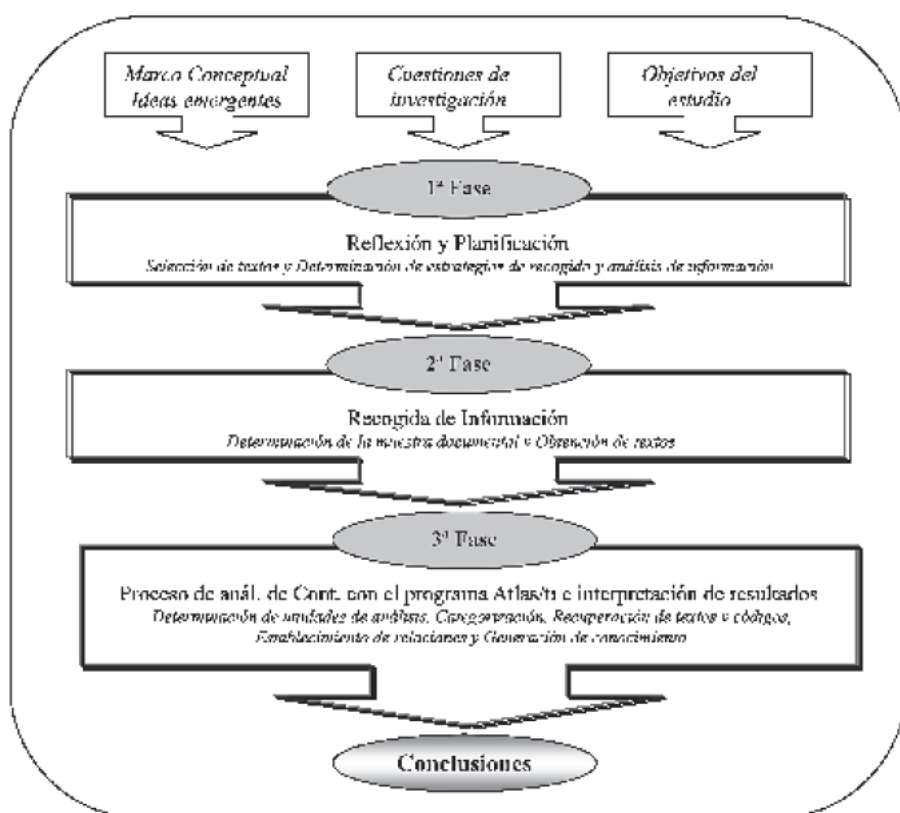 Marco Conceptual
Ideas emergentes
Cuestiones de
investigación
Objetivos del
estudio
1ª Fase
Reflexión y Planificación
Selección de textos y Determinación de estrategias de recogida y análisis de información
2ª Fase
Recogida de Información
Determinación de la muestra documental y Obtención de textos
3ª Fase
Proceso de anál. de Cont. con el programa Atlas/ti e interpretación de resultados
Determinación de unidades de análisis, Categorización, Recuperación de textos y códigos,
Establecimiento de relaciones y Generación de conocimiento
Conclusiones